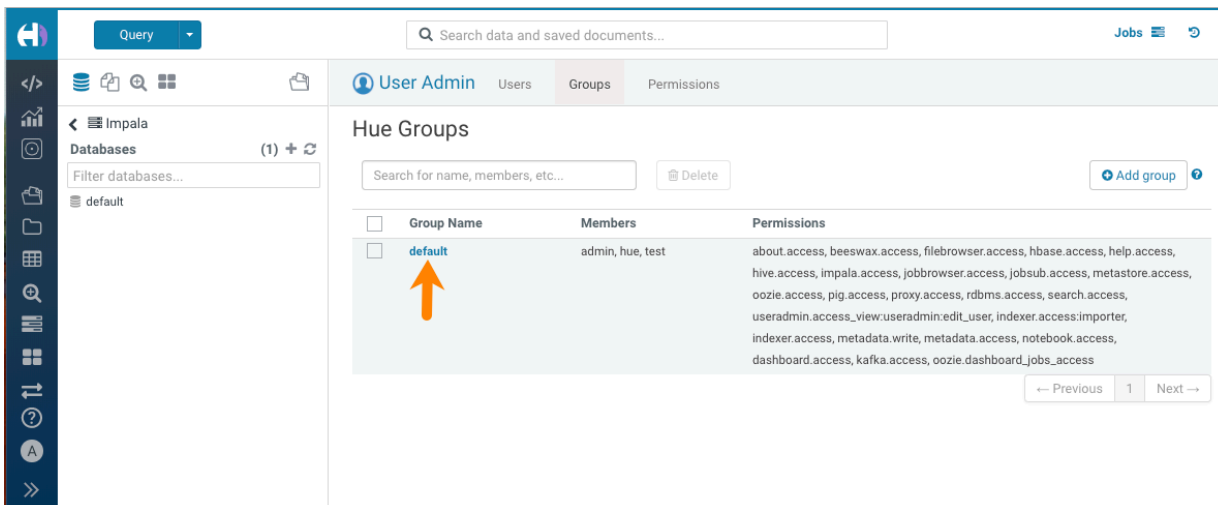 Query
Search data and saved documents...
Jobs
Impala
Databases (1)
Filter databases...
default
User Admin Users Groups Permissions
Hue Groups
Search for name, members, etc...
Delete
Add group
Group Name Members Permissions
default admin, hue, test about.access, beeswax.access, filebrowser.access, hbase.access, help.access,
hive.access, impala.access, jobbrowser.access, jobsub.access, metastore.access,
oozie.access, pig.access, proxy.access, rdbms.access, search.access,
useradmin.access_view:useradmin:edit_user, indexer.access:importer,
indexer.access, metadata.write, metadata.access, notebook.access,
dashboard.access, kafka.access, oozie.dashboard_jobs_access
← Previous 1 Next →
A